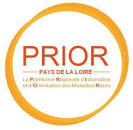 PRIOR
PAYS DE LA LOIRE
La Plateforme Régionale d'Information
et d'Orientation des Maladies Rares